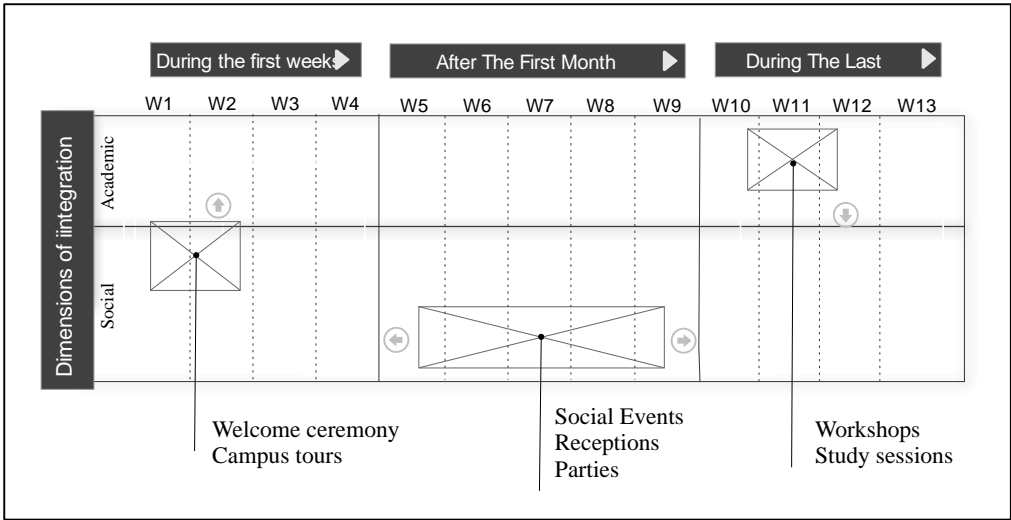 During the first weeks
After The First Month
During The Last
W1 W2 W3 W4 W5 W6 W7 W8 W9 W10 W11 W12 W13
Dimensions of iintegration
Academic
Social
Welcome ceremony
Campus tours
Social Events
Receptions
Parties
Workshops
Study sessions